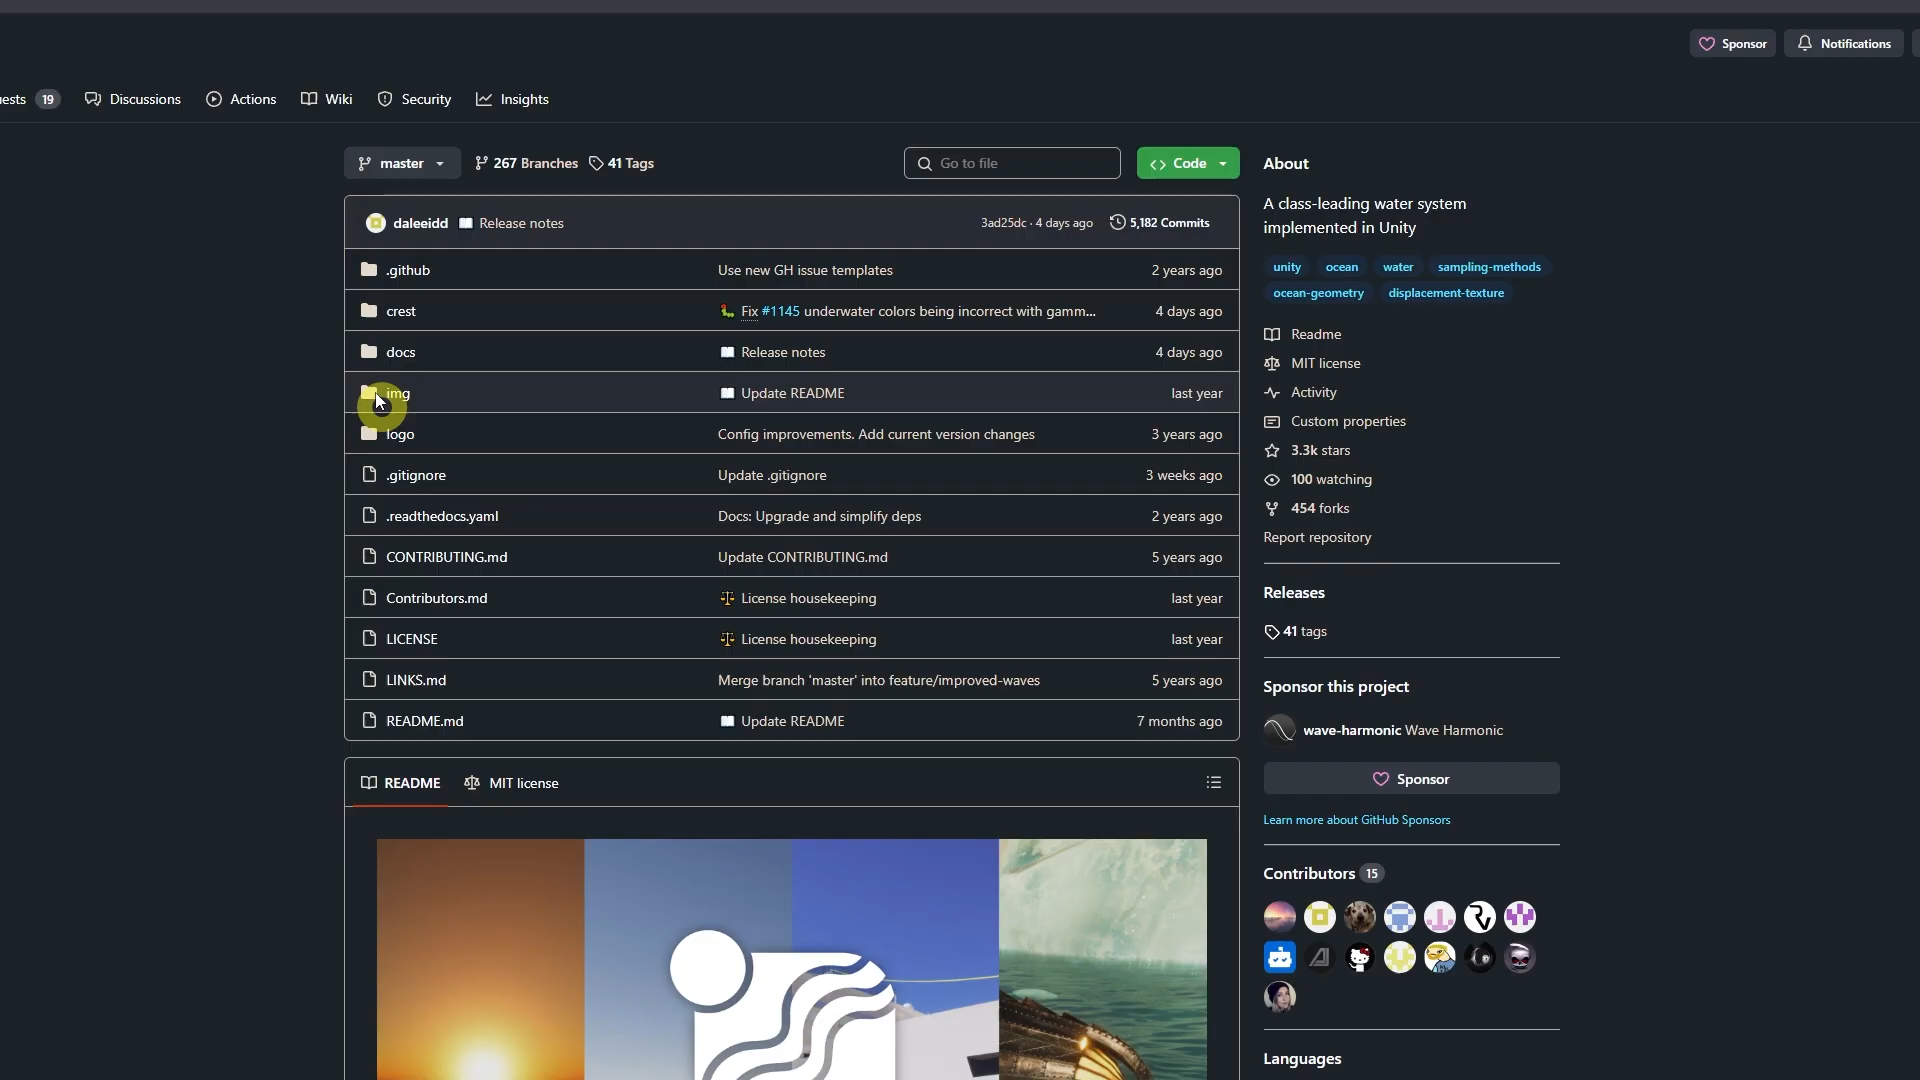 Sponsor
Notifications
uests 19
Discussions
Actions
Wiki
Security
Insights
master
267 Branches
41 Tags
Go to file
Code
daleeidd
Release notes
3ad25dc · 4 days ago
5,182 Commits
.github
Use new GH issue templates
2 years ago
crest
Fix #1145 underwater colors being incorrect with gamm...
4 days ago
docs
Release notes
4 days ago
img
Update README
last year
logo
Config improvements. Add current version changes
3 years ago
.gitignore
Update .gitignore
3 weeks ago
.readthedocs.yaml
Docs: Upgrade and simplify deps
2 years ago
CONTRIBUTING.md
Update CONTRIBUTING.md
5 years ago
Contributors.md
License housekeeping
last year
LICENSE
License housekeeping
last year
LINKS.md
Merge branch 'master' into feature/improved-waves
5 years ago
README.md
Update README
7 months ago
README
MIT license
About
A class-leading water system
implemented in Unity
unity ocean water sampling-methods
ocean-geometry displacement-texture
Readme
MIT license
Activity
Custom properties
3.3k stars
100 watching
454 forks
Report repository
Releases
41 tags
Sponsor this project
wave-harmonic Wave Harmonic
Sponsor
Learn more about GitHub Sponsors
Contributors 15
Languages